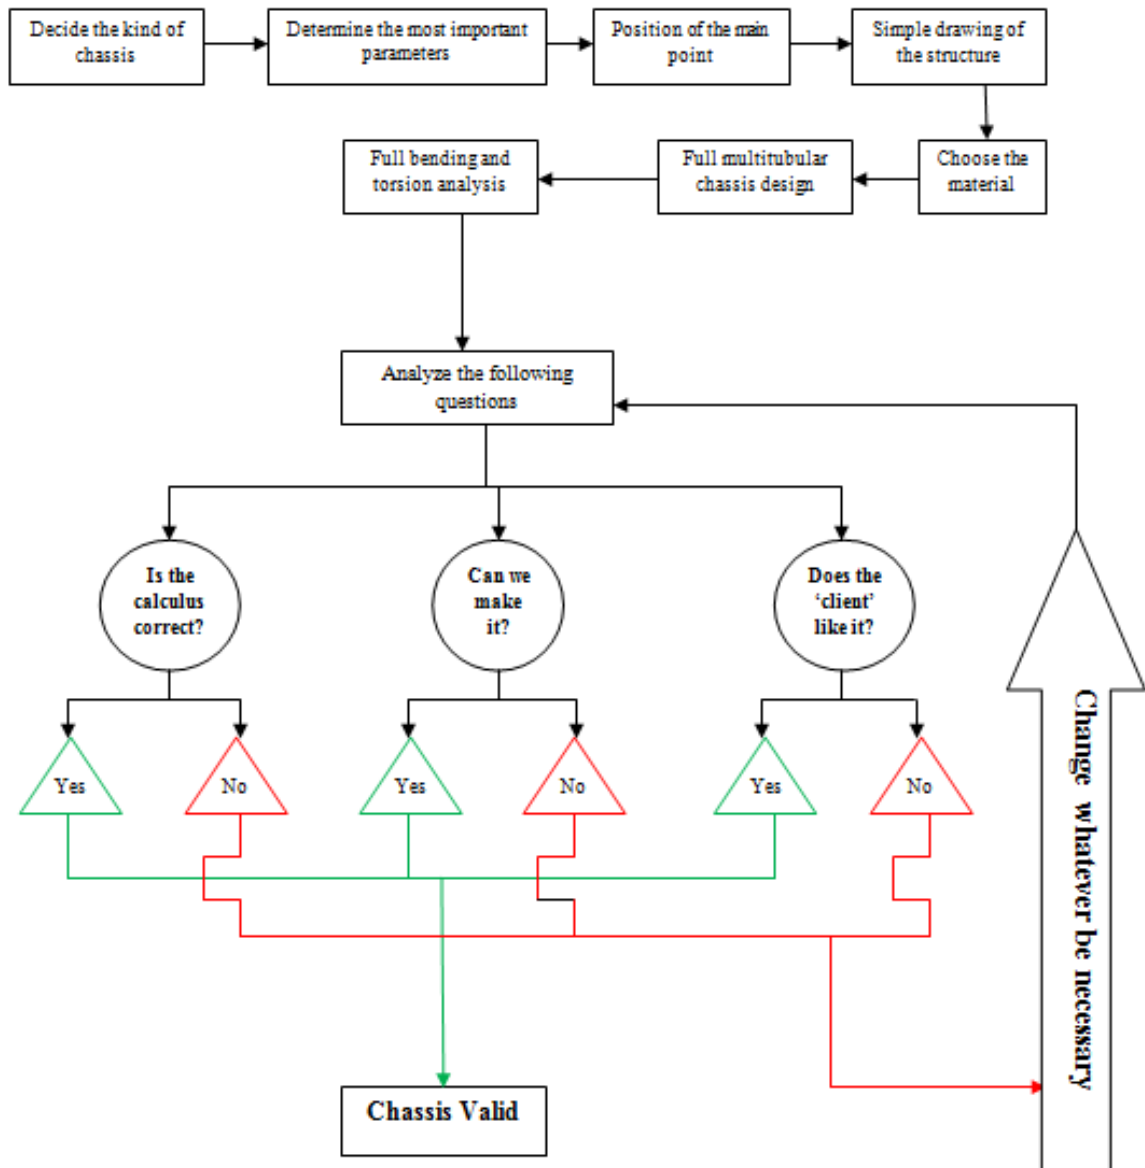 Decide the kind of
chassis
Determine the most important
parameters
Position of the main
point
Simple drawing of
the structure
Full bending and
torsion analysis
Full multitubular
chassis design
Choose the
material
Analyze the following
questions
Is the
calculus
correct?
Can we
make
it?
Does the
‘client’
like it?
Yes
No
Yes
No
Yes
No
Change whatever be necessary
Chassis Valid